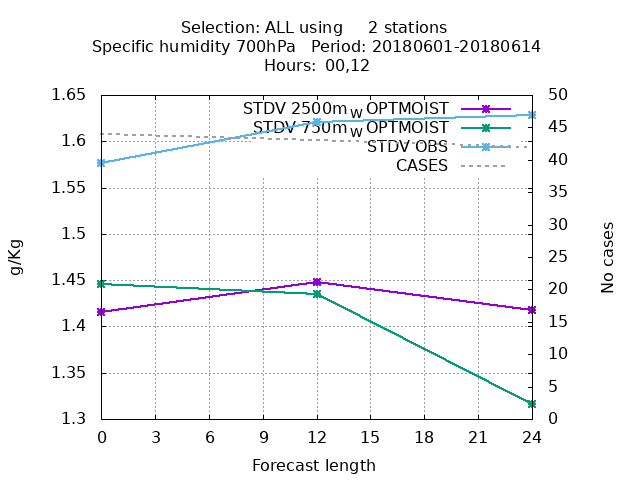 Selection: ALL using     2 stations
Specific humidity 700hPa   Period: 20180601-20180614
Hours: 00,12
1.65
1.6
1.55
1.5
1.45
1.4
1.35
1.3
g/Kg
STDV 2500m_W OPTMOIST
STDV 750m_W OPTMOIST
STDV OBS
CASES
50
45
40
35
30
25
20
15
10
5
0
No cases
0 3 6 9 12 15 18 21 24
Forecast length